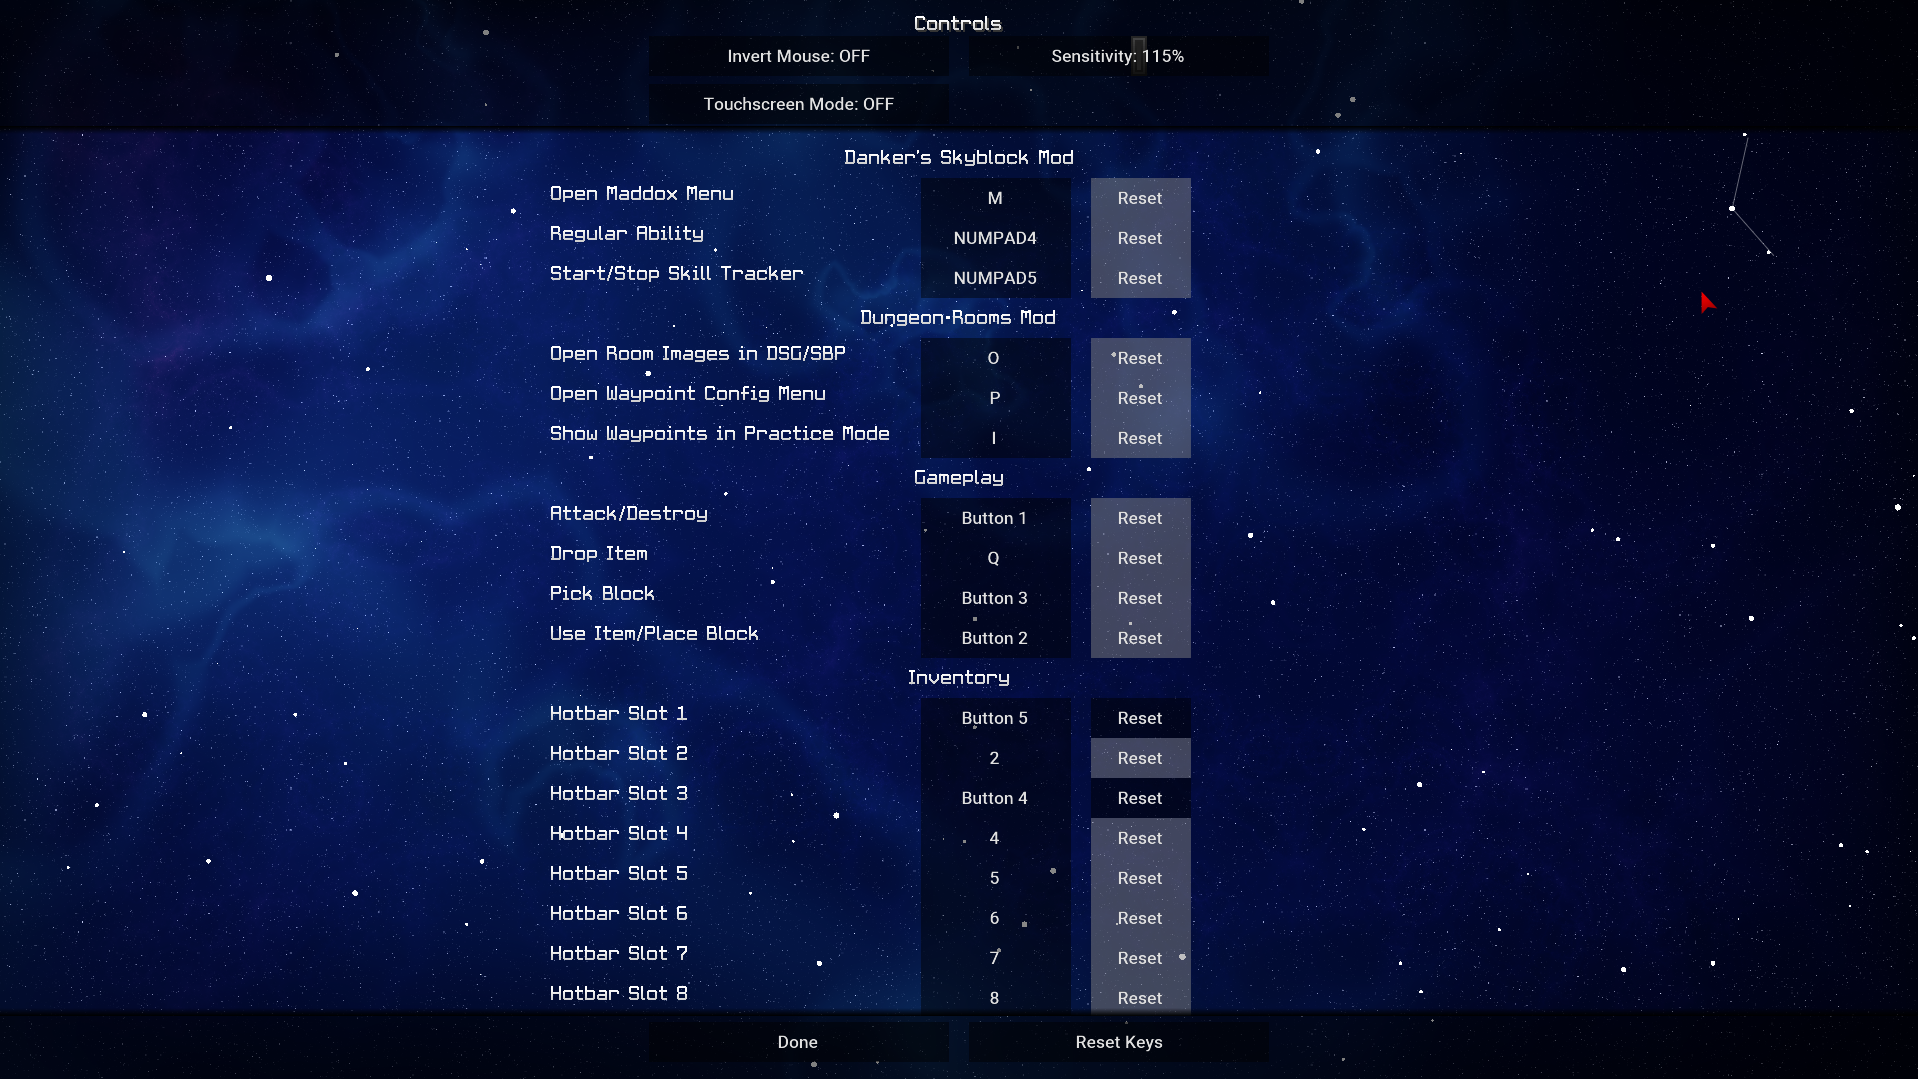 Controls
Invert Mouse: OFF Sensitivity: 115%
Touchscreen Mode: OFF
Danker's Skyblock Mod
Open Maddox Menu M Reset
Regular Ability NUMPAD4 Reset
Start/Stop Skill Tracker NUMPAD5 Reset
Dungeon-Rooms Mod
Open Room Images in DSG/SBP O Reset
Open Waypoint Config Menu P Reset
Show Waypoints in Practice Mode I Reset
Gameplay
Attack/Destroy Button 1 Reset
Drop Item Q Reset
Pick Block Button 3 Reset
Use Item/Place Block Button 2 Reset
Inventory
Hotbar Slot 1 Button 5 Reset
Hotbar Slot 2 2 Reset
Hotbar Slot 3 Button 4 Reset
Hotbar Slot 4 4 Reset
Hotbar Slot 5 5 Reset
Hotbar Slot 6 6 Reset
Hotbar Slot 7 7 Reset
Hotbar Slot 8 8 Reset
Done Reset Keys